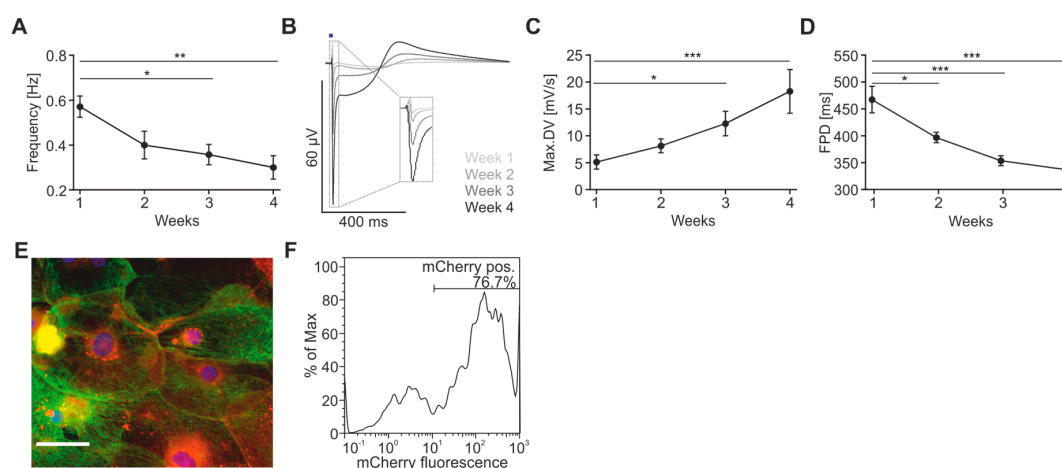 A
Frequency [Hz]
0.8
0.6
0.4
0.2
**
*
1 2 3 4
Weeks
B
60 µV
400 ms
Week 1
Week 2
Week 3
Week 4
C
Max.DV [mV/s]
25
20
15
10
5
0
***
*
1 2 3 4
Weeks
D
FPD [ms]
550
500
450
400
350
300
***
***
*
1 2 3
Weeks
E
F
% of Max
100
80
60
40
20
0
mCherry pos.
76.7%
10^-1 10^0 10^1 10^2 10^3
mCherry fluorescence